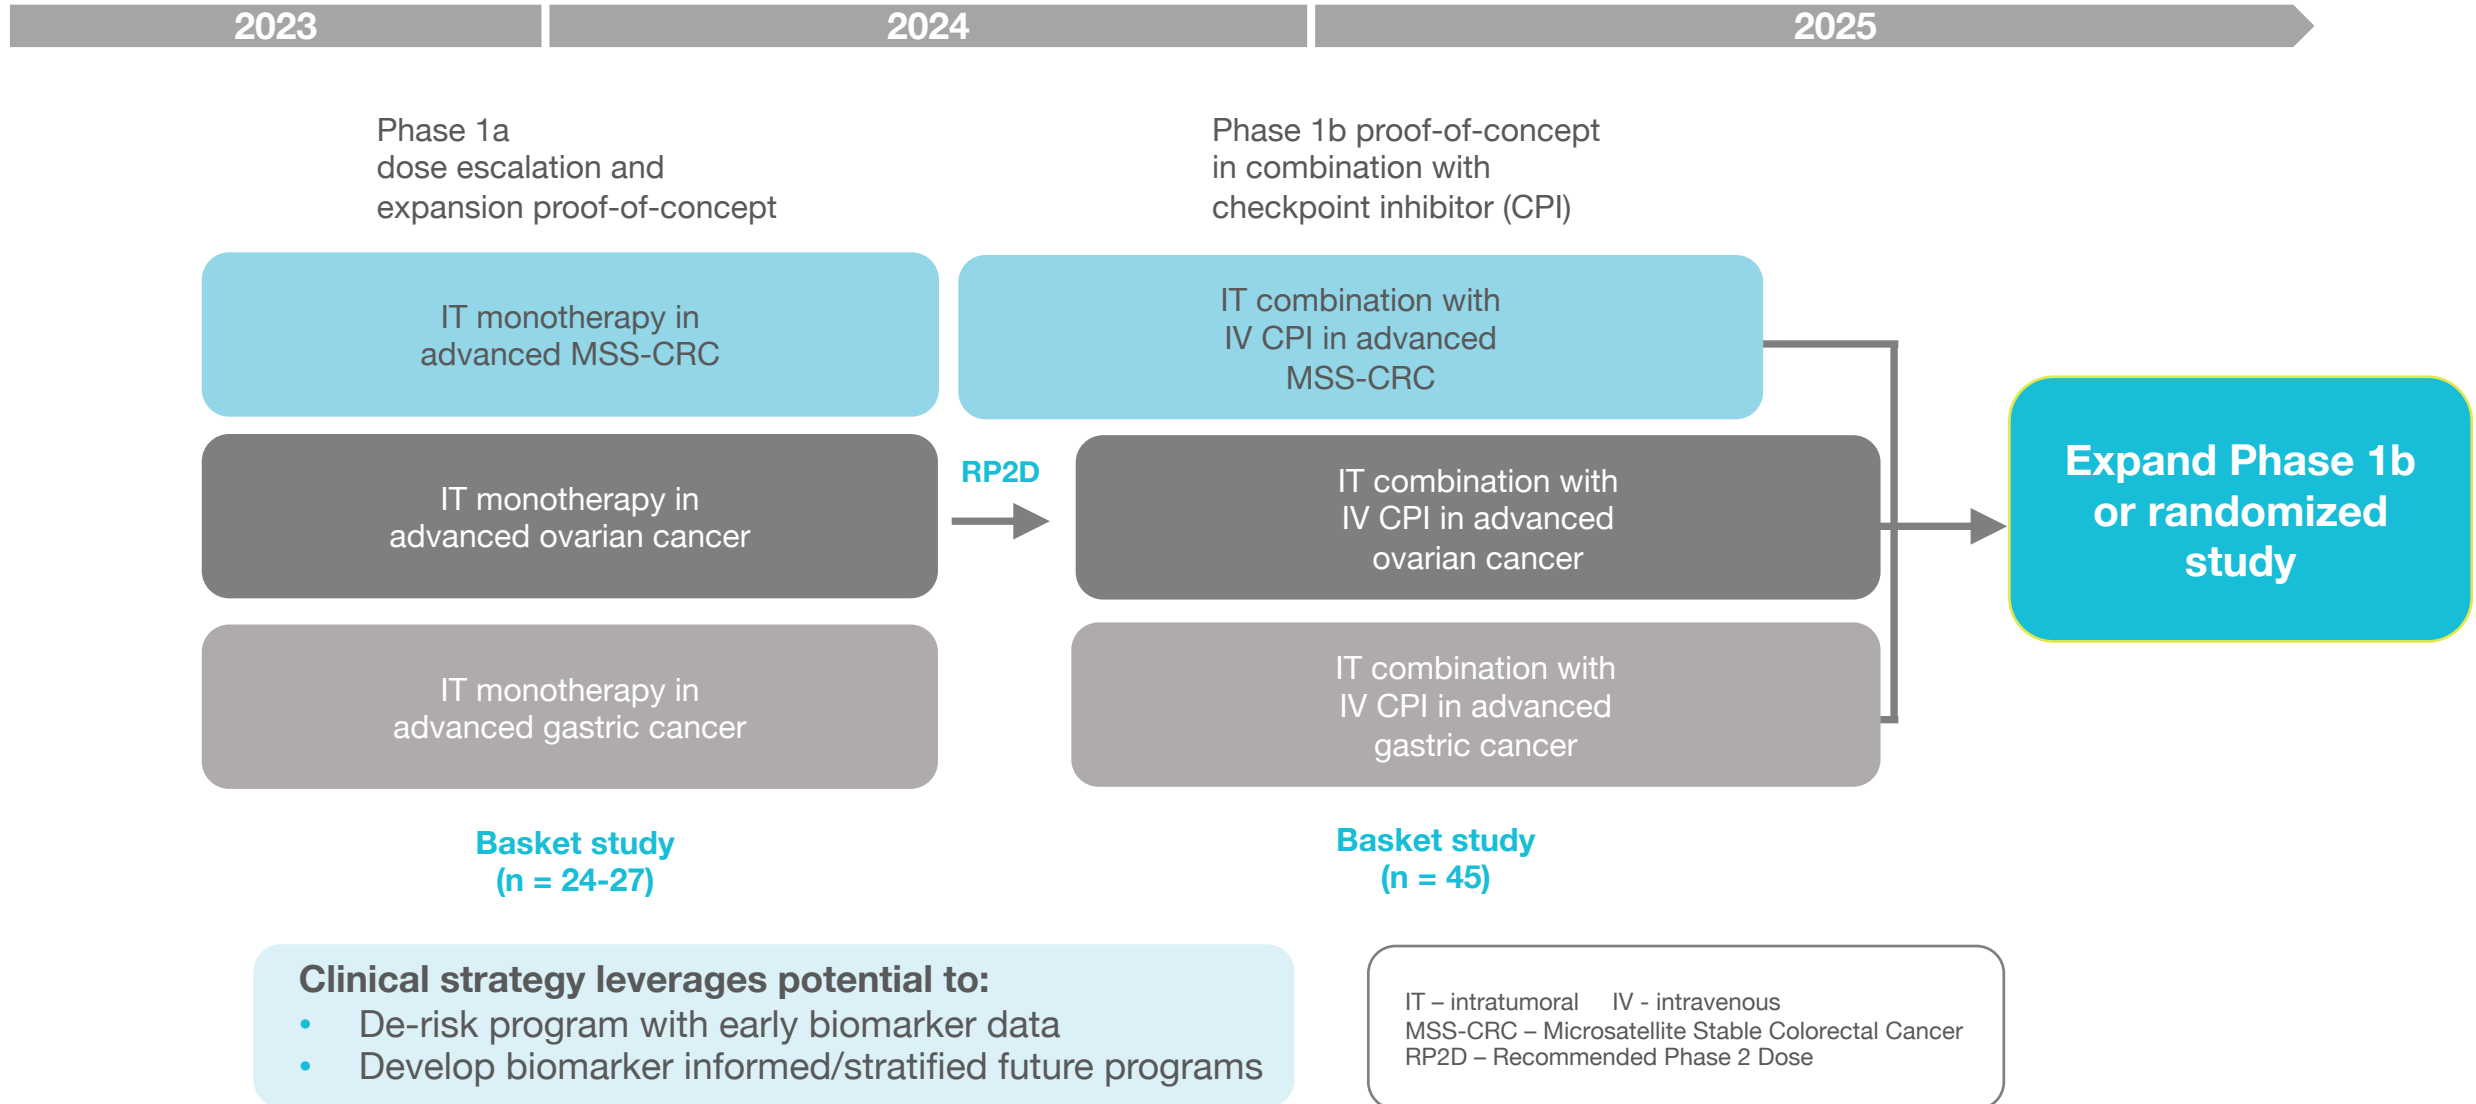 2023
2024
2025
Phase 1a
dose escalation and
expansion proof-of-concept
Phase 1b proof-of-concept
in combination with
checkpoint inhibitor (CPI)
IT monotherapy in
advanced MSS-CRC
IT combination with
IV CPI in advanced
MSS-CRC
IT monotherapy in
advanced ovarian cancer
RP2D
IT combination with
IV CPI in advanced
ovarian cancer
Expand Phase 1b
or randomized
study
IT monotherapy in
advanced gastric cancer
IT combination with
IV CPI in advanced
gastric cancer
Basket study
(n = 24-27)
Basket study
(n = 45)
Clinical strategy leverages potential to:
• De-risk program with early biomarker data
• Develop biomarker informed/stratified future programs
IT – intratumoral IV - intravenous
MSS-CRC – Microsatellite Stable Colorectal Cancer
RP2D – Recommended Phase 2 Dose